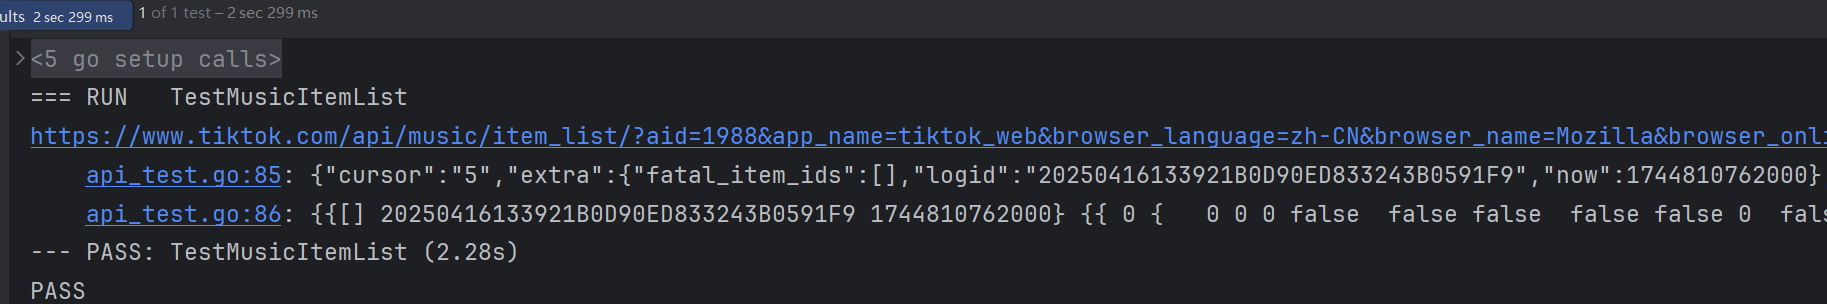 ults 2 sec 299 ms 1 of 1 test – 2 sec 299 ms
<5 go setup calls>
=== RUN   TestMusicItemList
https://www.tiktok.com/api/music/item_list/?aid=1988&app_name=tiktok_web&browser_language=zh-CN&browser_name=Mozilla&browser_onli
api_test.go:85: {"cursor":"5","extra":{"fatal_item_ids":[],"logid":"20250416133921B0D90ED833243B0591F9","now":1744810762000}
api_test.go:86: {{[] 20250416133921B0D90ED833243B0591F9 1744810762000} {{ 0 {   0 0 0 false  false false  false false 0  fals
--- PASS: TestMusicItemList (2.28s)
PASS